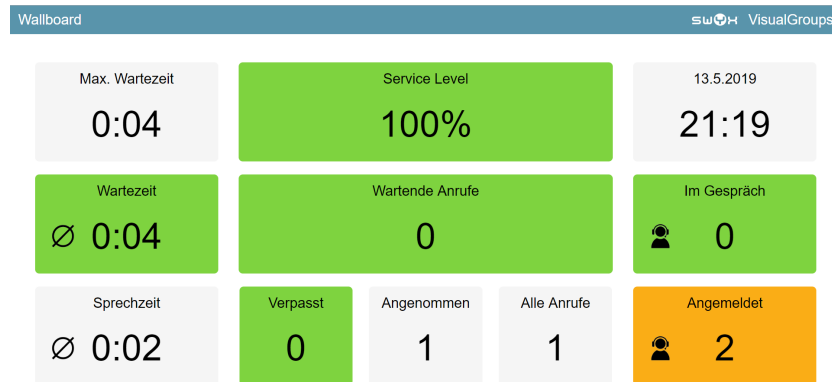 Wallboard
swyx VisualGroups
Max. Wartezeit
0:04
Service Level
100%
13.5.2019
21:19
Wartezeit
Ø 0:04
Wartende Anrufe
0
Im Gespräch
0
Sprechzeit
Ø 0:02
Verpasst
0
Angenommen
1
Alle Anrufe
1
Angemeldet
2